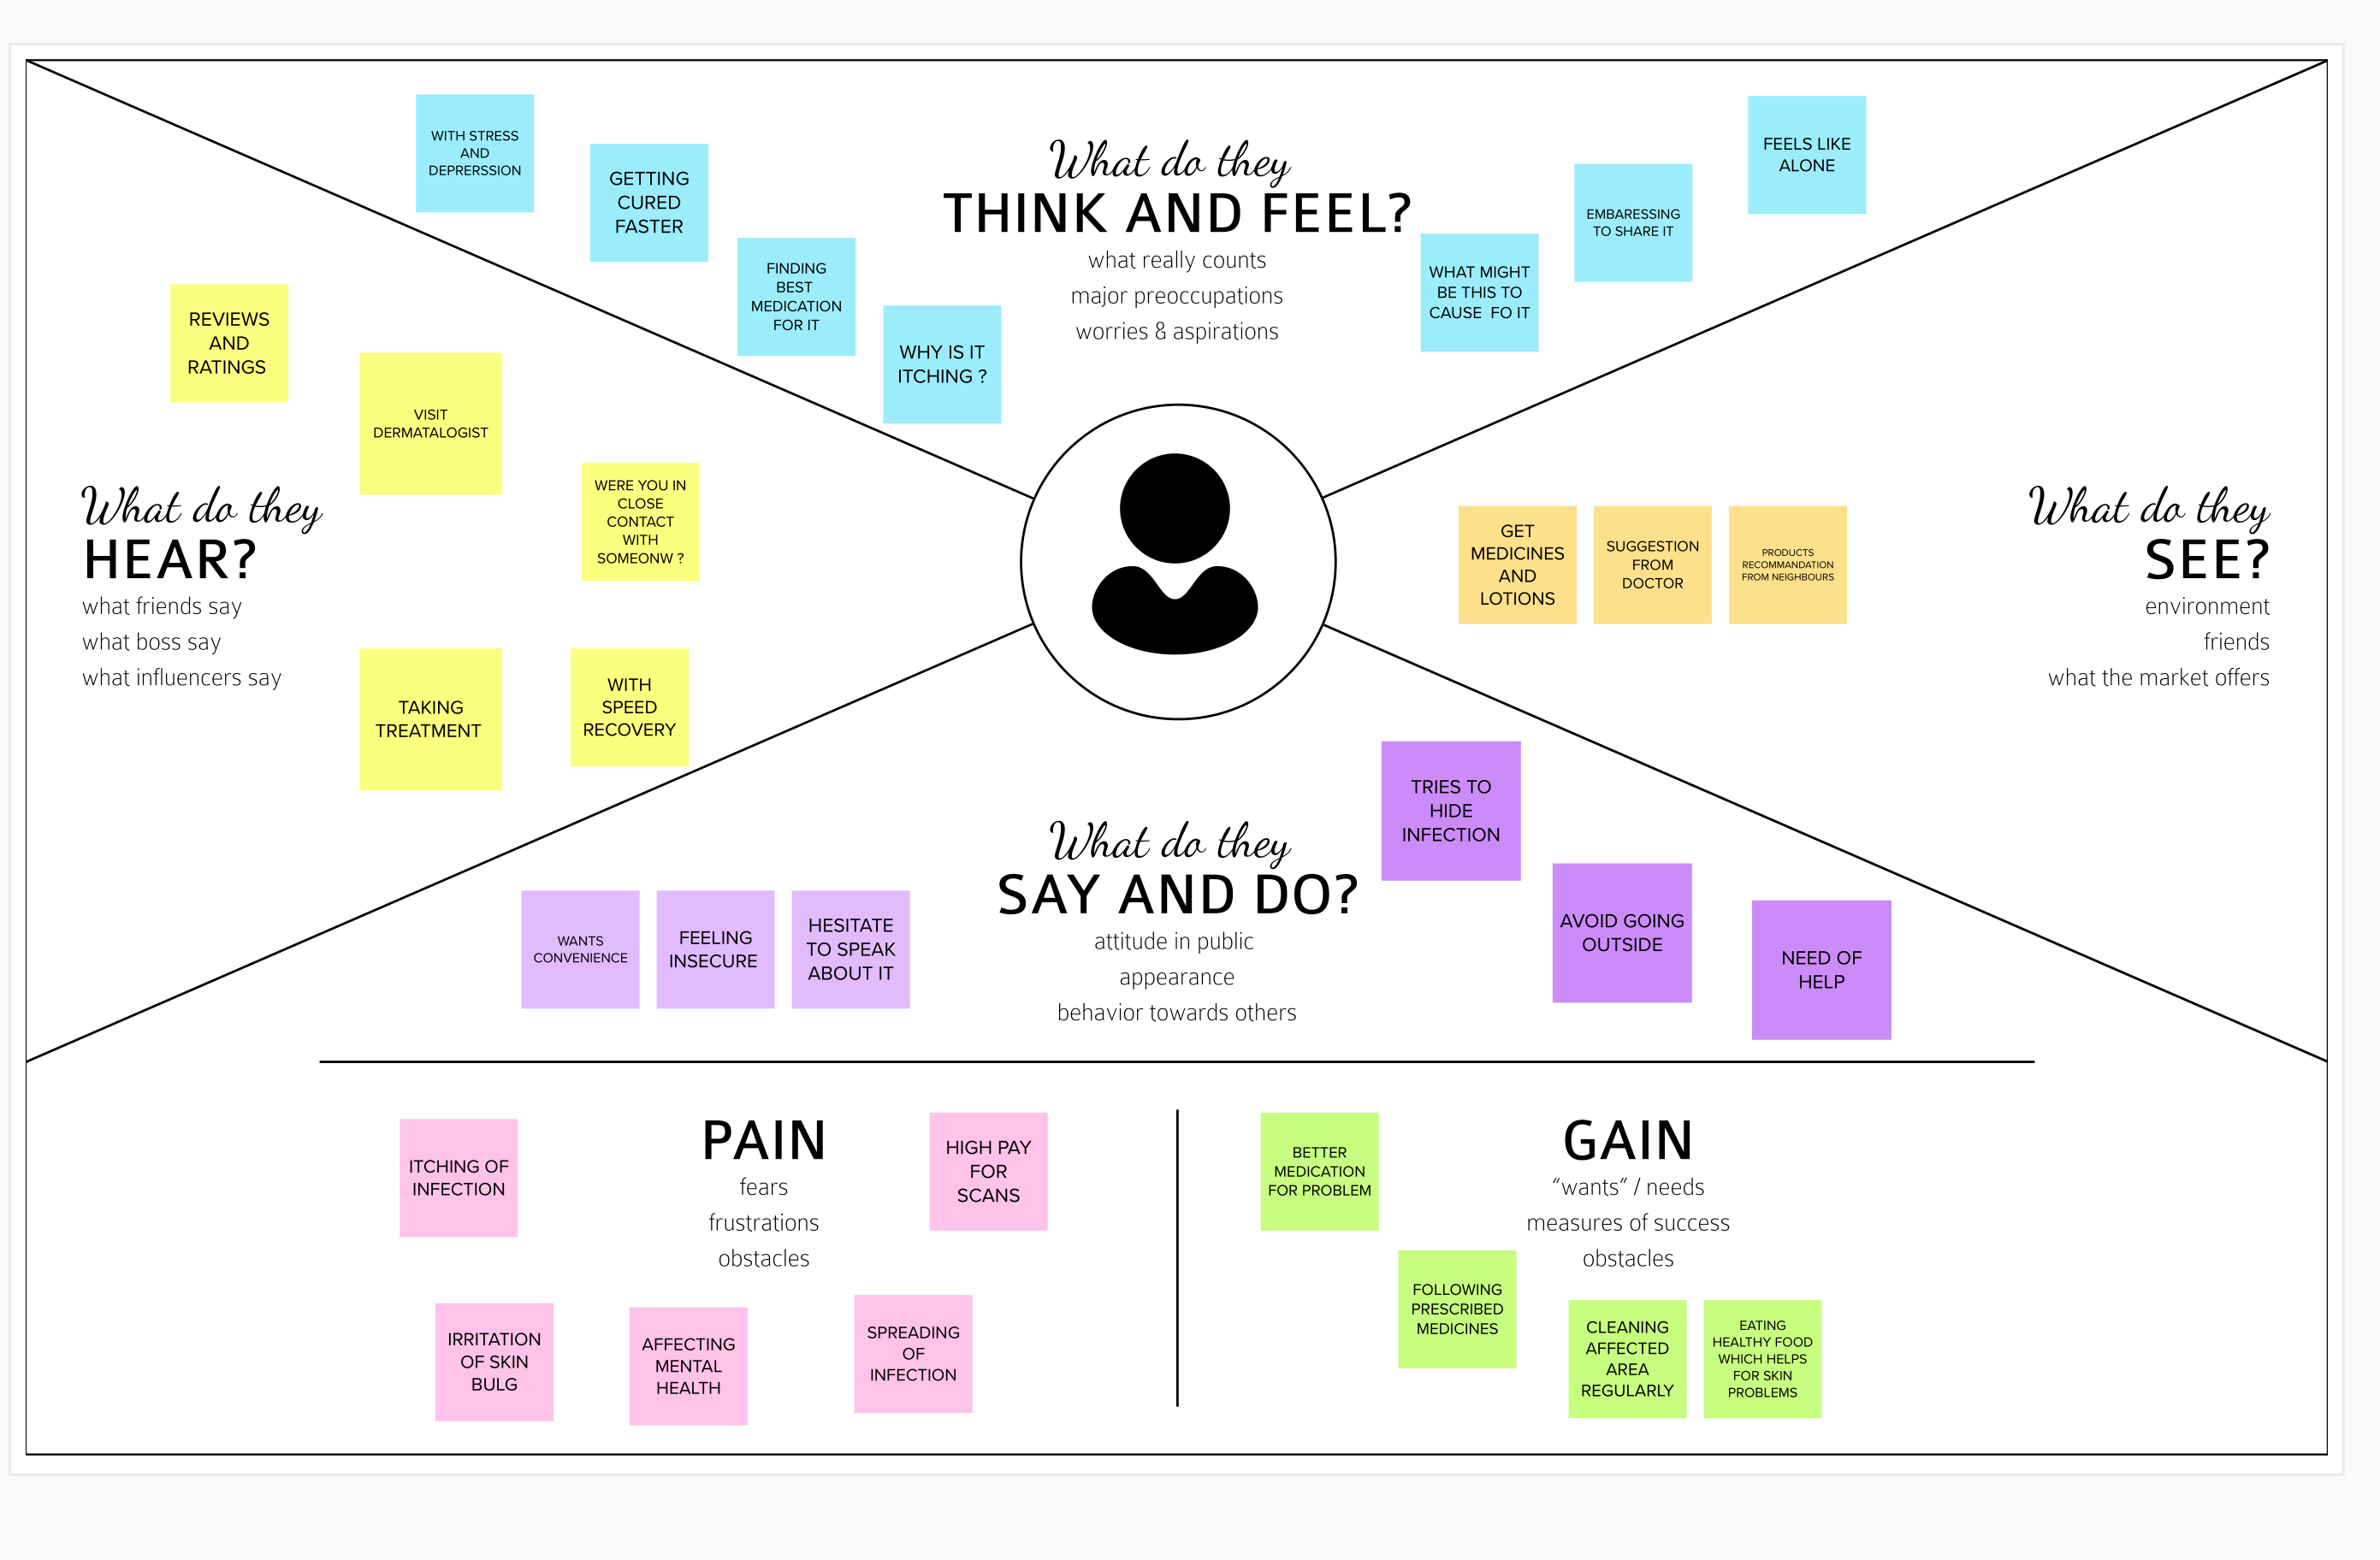 What do they
THINK AND FEEL?
what really counts
major preoccupations
worries & aspirations
WITH STRESS
AND
DEPRERSSION
GETTING
CURED
FASTER
FINDING
BEST
MEDICATION
FOR IT
WHY IS IT
ITCHING ?
WHAT MIGHT
BE THIS TO
CAUSE FO IT
EMBARESSING
TO SHARE IT
FEELS LIKE
ALONE
What do they
HEAR?
what friends say
what boss say
what influencers say
REVIEWS
AND
RATINGS
VISIT
DERMATALOGIST
WERE YOU IN
CLOSE
CONTACT
WITH
SOMEONW ?
TAKING
TREATMENT
WITH
SPEED
RECOVERY
What do they
SEE?
environment
friends
what the market offers
GET
MEDICINES
AND
LOTIONS
SUGGESTION
FROM
DOCTOR
PRODUCTS
RECOMMANDATION
FROM NEIGHBOURS
What do they
SAY AND DO?
attitude in public
appearance
behavior towards others
WANTS
CONVENIENCE
FEELING
INSECURE
HESITATE
TO SPEAK
ABOUT IT
TRIES TO
HIDE
INFECTION
AVOID GOING
OUTSIDE
NEED OF
HELP
PAIN
fears
frustrations
obstacles
ITCHING OF
INFECTION
HIGH PAY
FOR
SCANS
IRRITATION
OF SKIN
BULG
AFFECTING
MENTAL
HEALTH
SPREADING
OF
INFECTION
GAIN
“wants” / needs
measures of success
obstacles
BETTER
MEDICATION
FOR PROBLEM
FOLLOWING
PRESCRIBED
MEDICINES
CLEANING
AFFECTED
AREA
REGULARLY
EATING
HEALTHY FOOD
WHICH HELPS
FOR SKIN
PROBLEMS